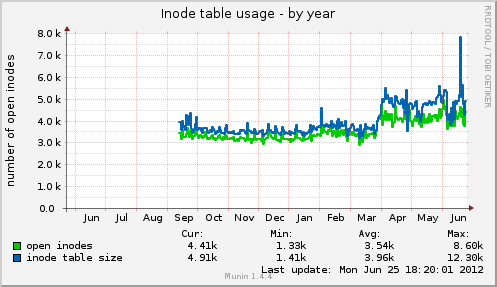 Inode table usage - by year
RRDTOOL / TOBI OETIKER
number of open inodes
8.0 k
7.0 k
6.0 k
5.0 k
4.0 k
3.0 k
2.0 k
1.0 k
0.0
Jun Jul Aug Sep Oct Nov Dec Jan Feb Mar Apr May Jun
Cur: Min: Avg: Max:
open inodes 4.41k 1.33k 3.54k 8.60k
inode table size 4.91k 1.41k 3.96k 12.30k
Last update: Mon Jun 25 18:20:01 2012
Munin 1.4.4